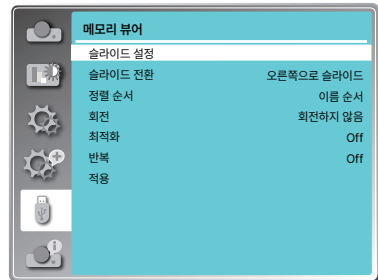 메모리 뷰어
슬라이드 설정
슬라이드 전환 오른쪽으로 슬라이드
정렬 순서 이름 순서
회전 회전하지 않음
최적화 Off
반복 Off
적용